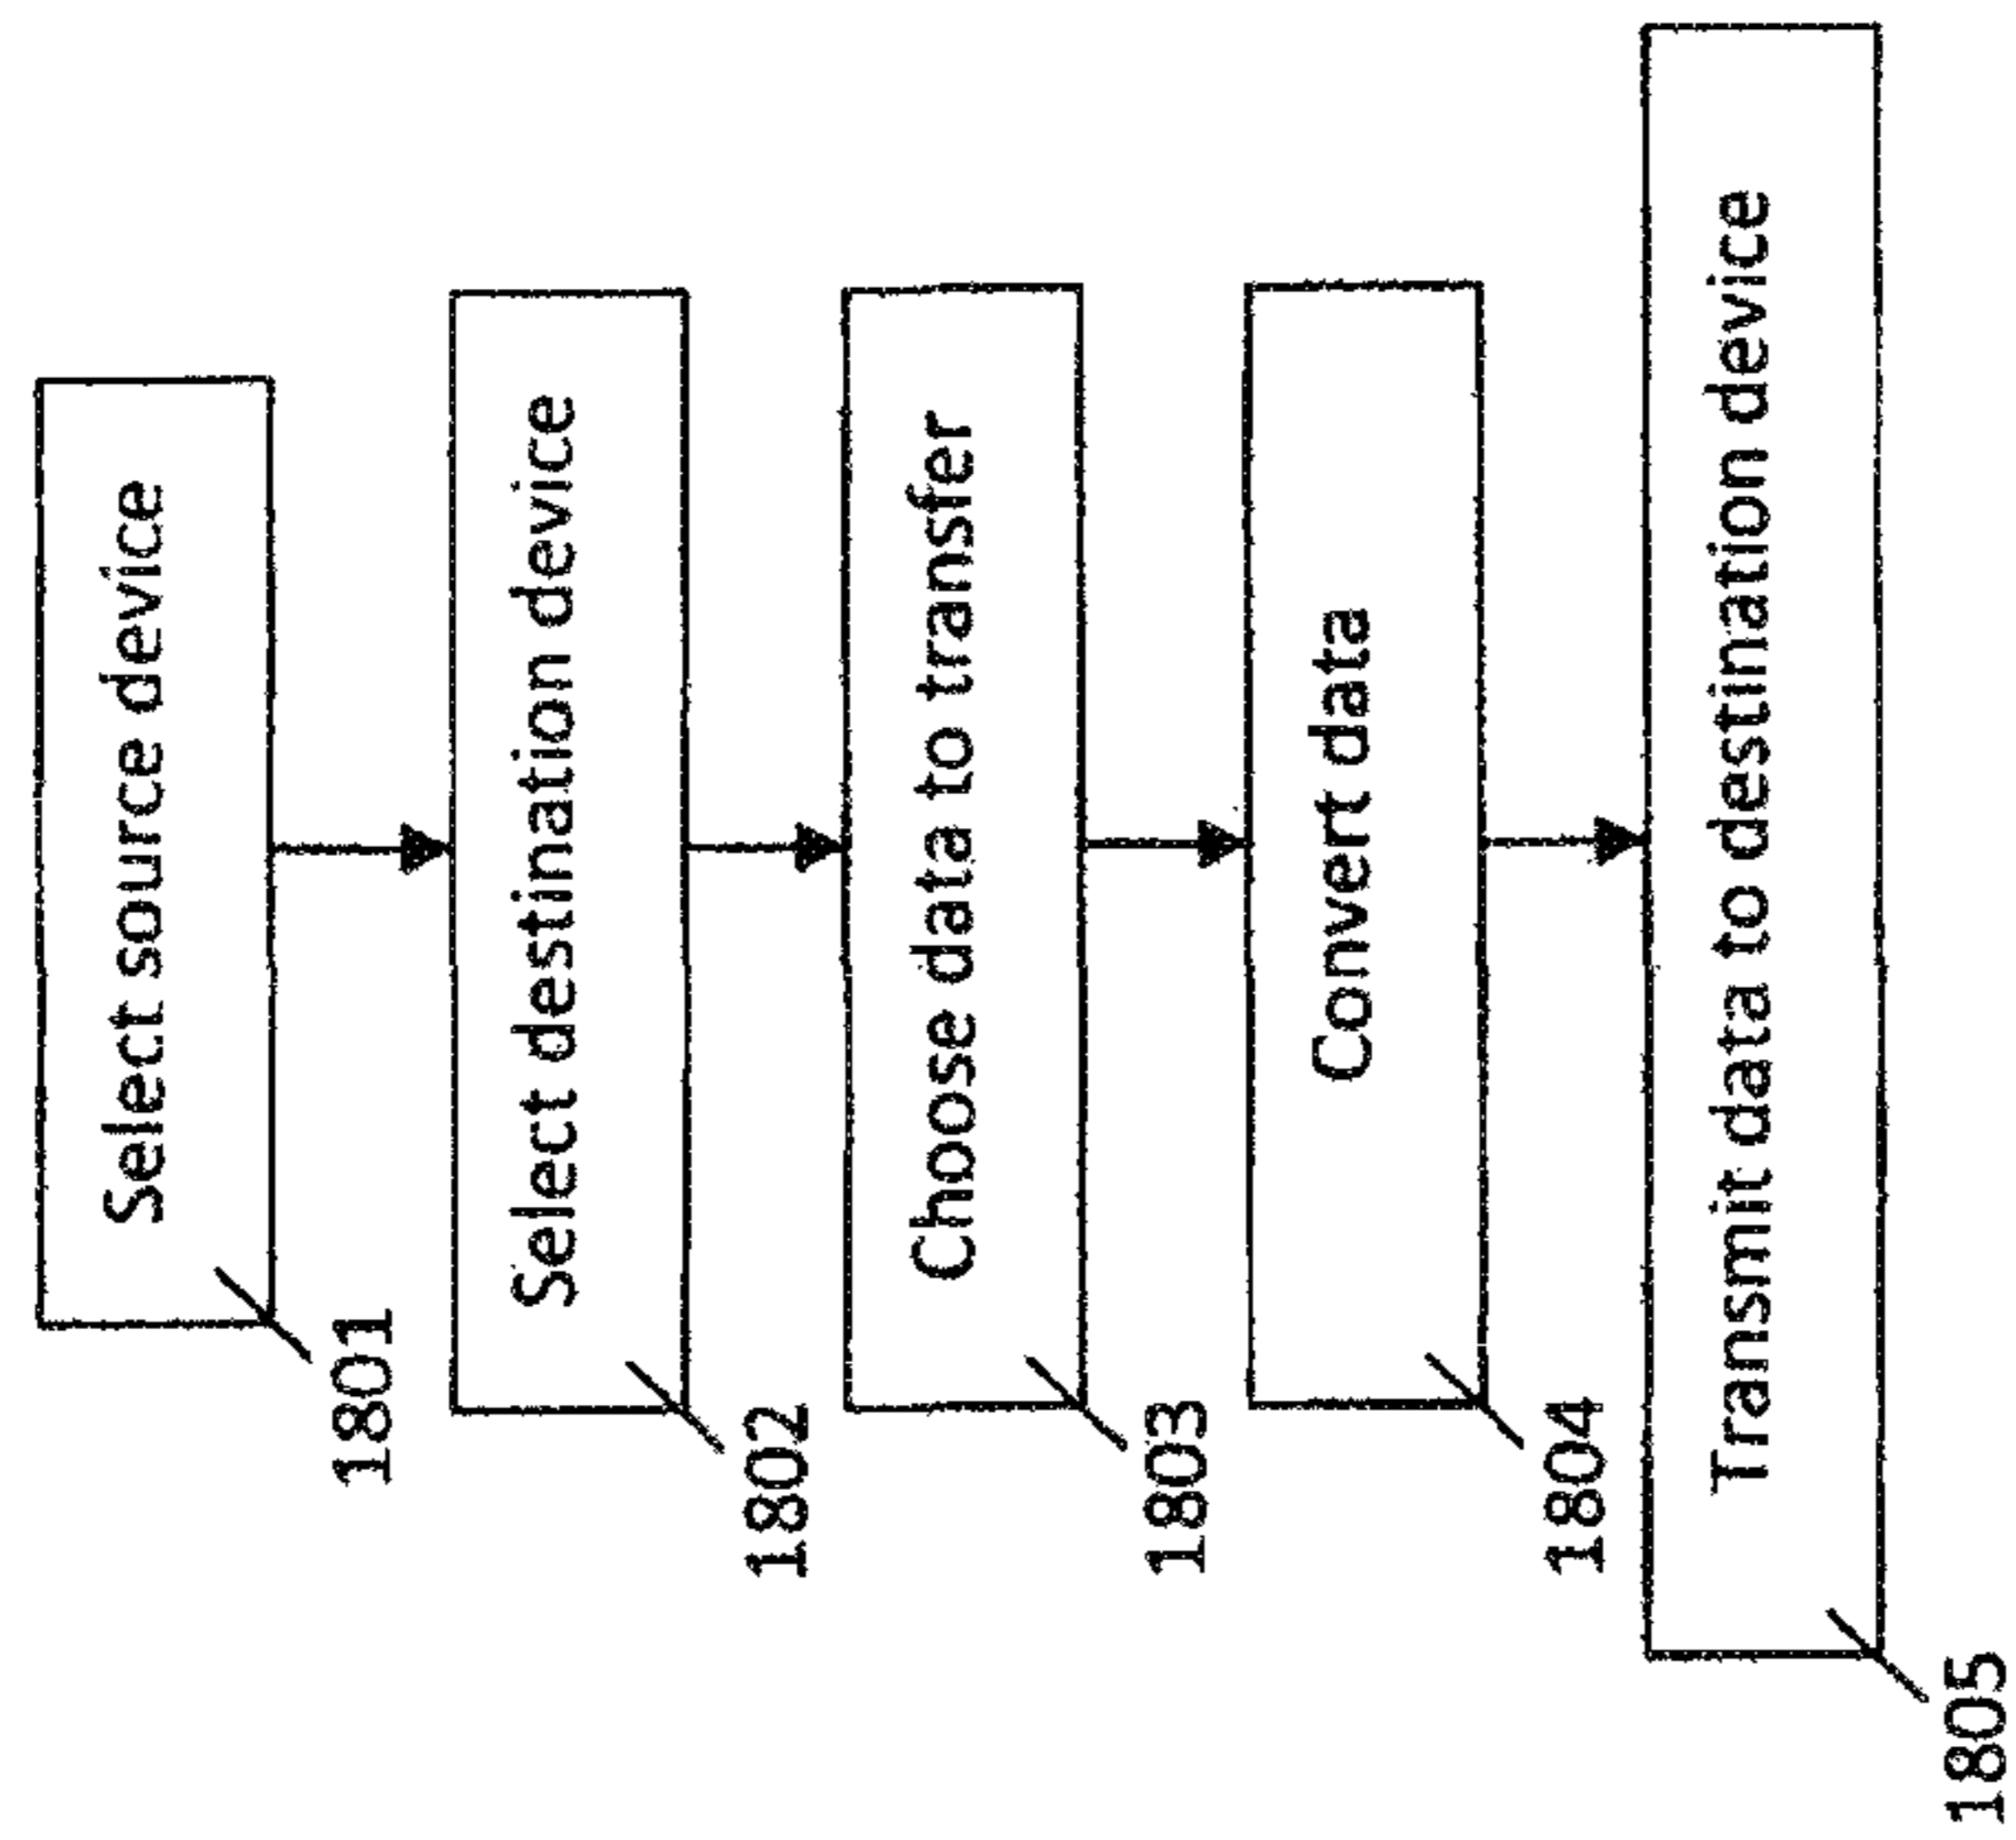 Select source device
1801
Select destination device
1802
Choose data to transfer
1803
Convert data
1804
Transmit data to destination device
1805